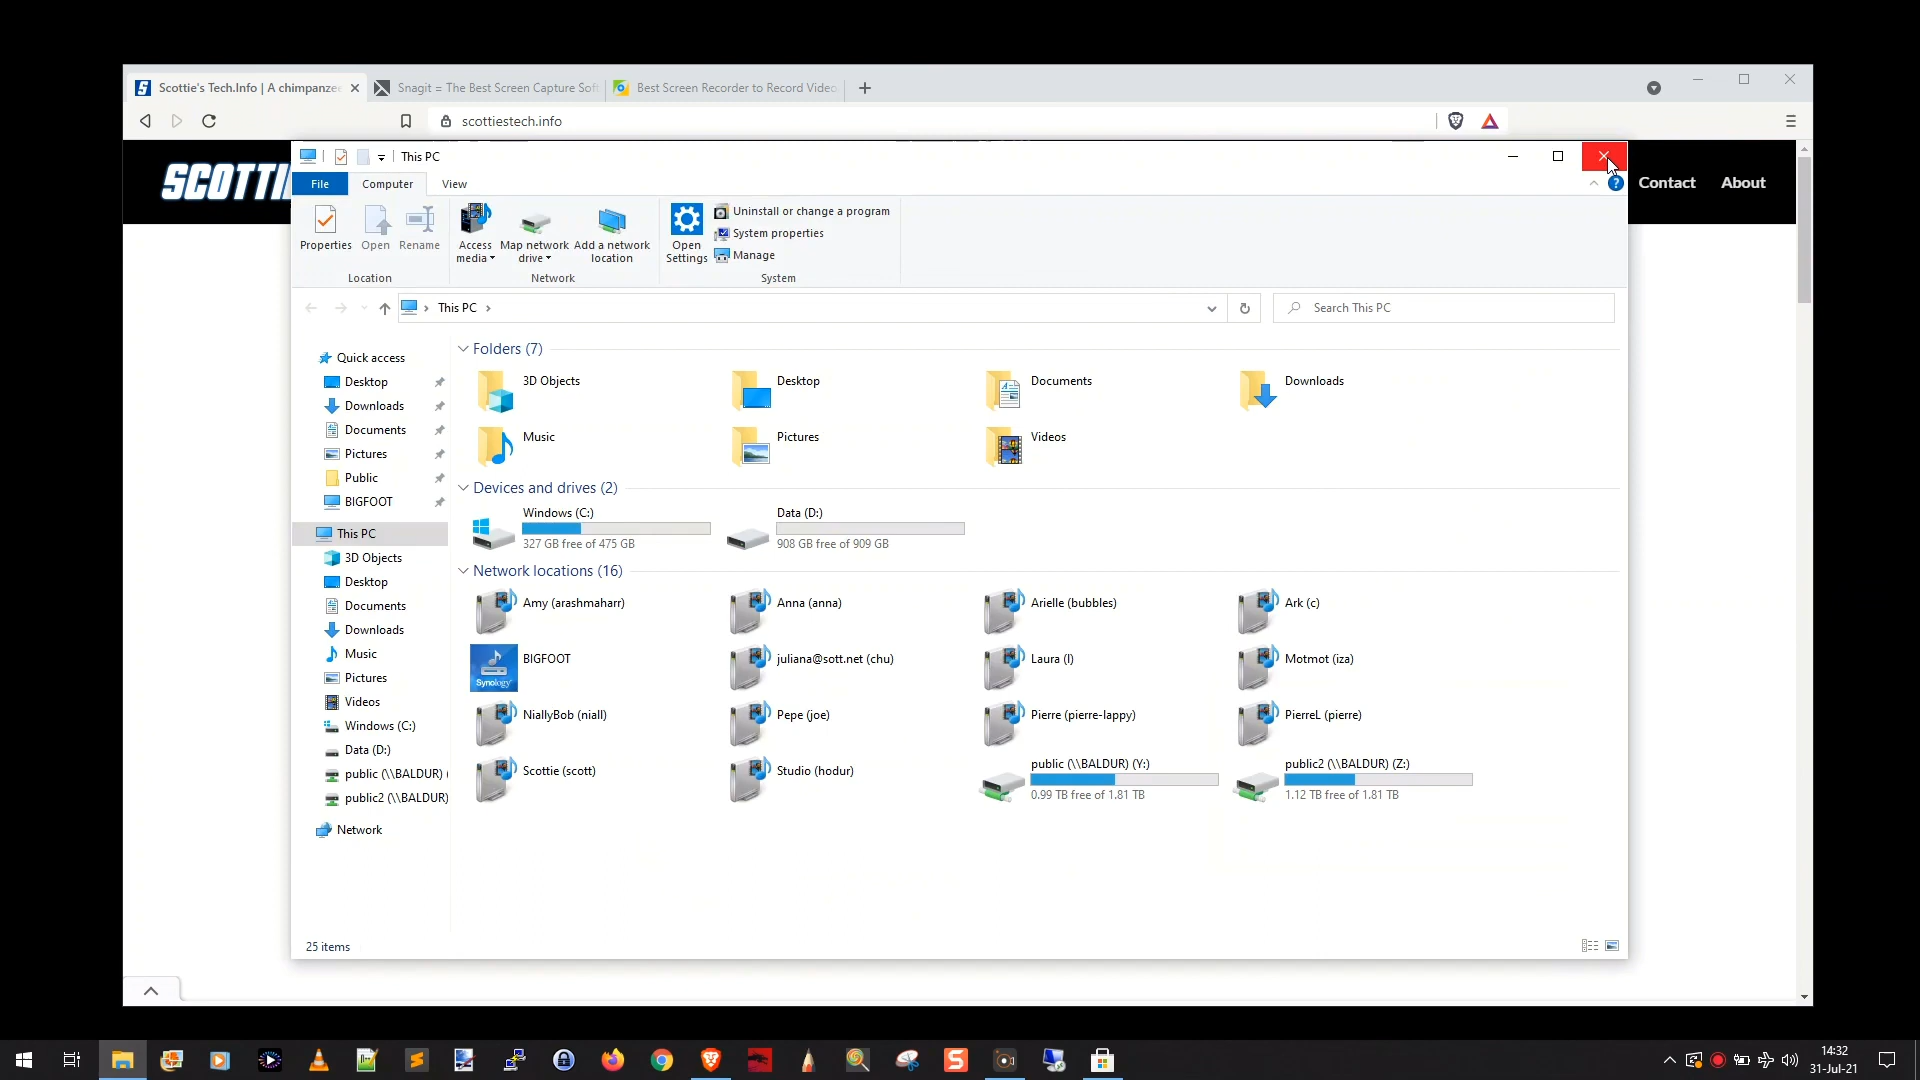 Scottie's Tech.Info | A chimpanzee
Snagit = The Best Screen Capture Soft
Best Screen Recorder to Record Video
scottiestech.info
SCOTTI
This PC
Contact
About
File
Computer
View
Properties
Open
Rename
Access media
Map network drive
Add a network location
Open Settings
Uninstall or change a program
System properties
Manage
Location
Network
System
This PC
Search This PC
Quick access
Desktop
Downloads
Documents
Pictures
Public
BIGFOOT
This PC
3D Objects
Desktop
Documents
Downloads
Music
Pictures
Videos
Windows (C:)
Data (D:)
public (\\BALDUR) (
public2 (\\BALDUR)
Network
Folders (7)
3D Objects
Desktop
Documents
Downloads
Music
Pictures
Videos
Devices and drives (2)
Windows (C:)
327 GB free of 475 GB
Data (D:)
908 GB free of 909 GB
Network locations (16)
Amy (arashmaharr)
Anna (anna)
Arielle (bubbles)
Ark (c)
Synology
BIGFOOT
juliana@sott.net (chu)
Laura (l)
Motmot (iza)
NiallyBob (niall)
Pepe (joe)
Pierre (pierre-lappy)
PierreL (pierre)
Scottie (scott)
Studio (hodur)
public (\\BALDUR) (Y:)
0.99 TB free of 1.81 TB
public2 (\\BALDUR) (Z:)
1.12 TB free of 1.81 TB
25 items
14:32
31-Jul-21